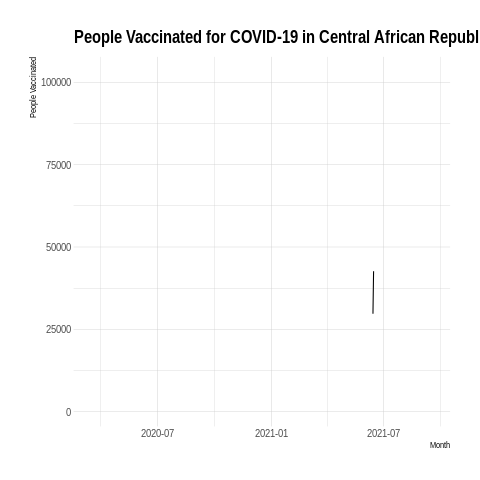 People Vaccinated for COVID-19 in Central African Republ
People Vaccinated
100000
75000
50000
25000
0
2020-07
2021-01
2021-07
Month